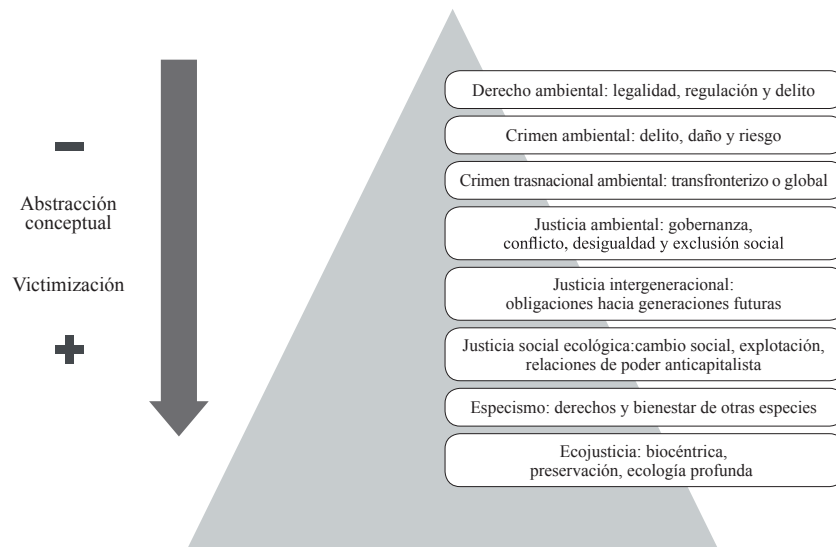 −
Abstracción
conceptual
Victimización
+
Derecho ambiental: legalidad, regulación y delito
Crimen ambiental: delito, daño y riesgo
Crimen trasnacional ambiental: transfronterizo o global
Justicia ambiental: gobernanza,
conflicto, desigualdad y exclusión social
Justicia intergeneracional:
obligaciones hacia generaciones futuras
Justicia social ecológica:cambio social, explotación,
relaciones de poder anticapitalista
Especismo: derechos y bienestar de otras especies
Ecojusticia: biocéntrica,
preservación, ecología profunda